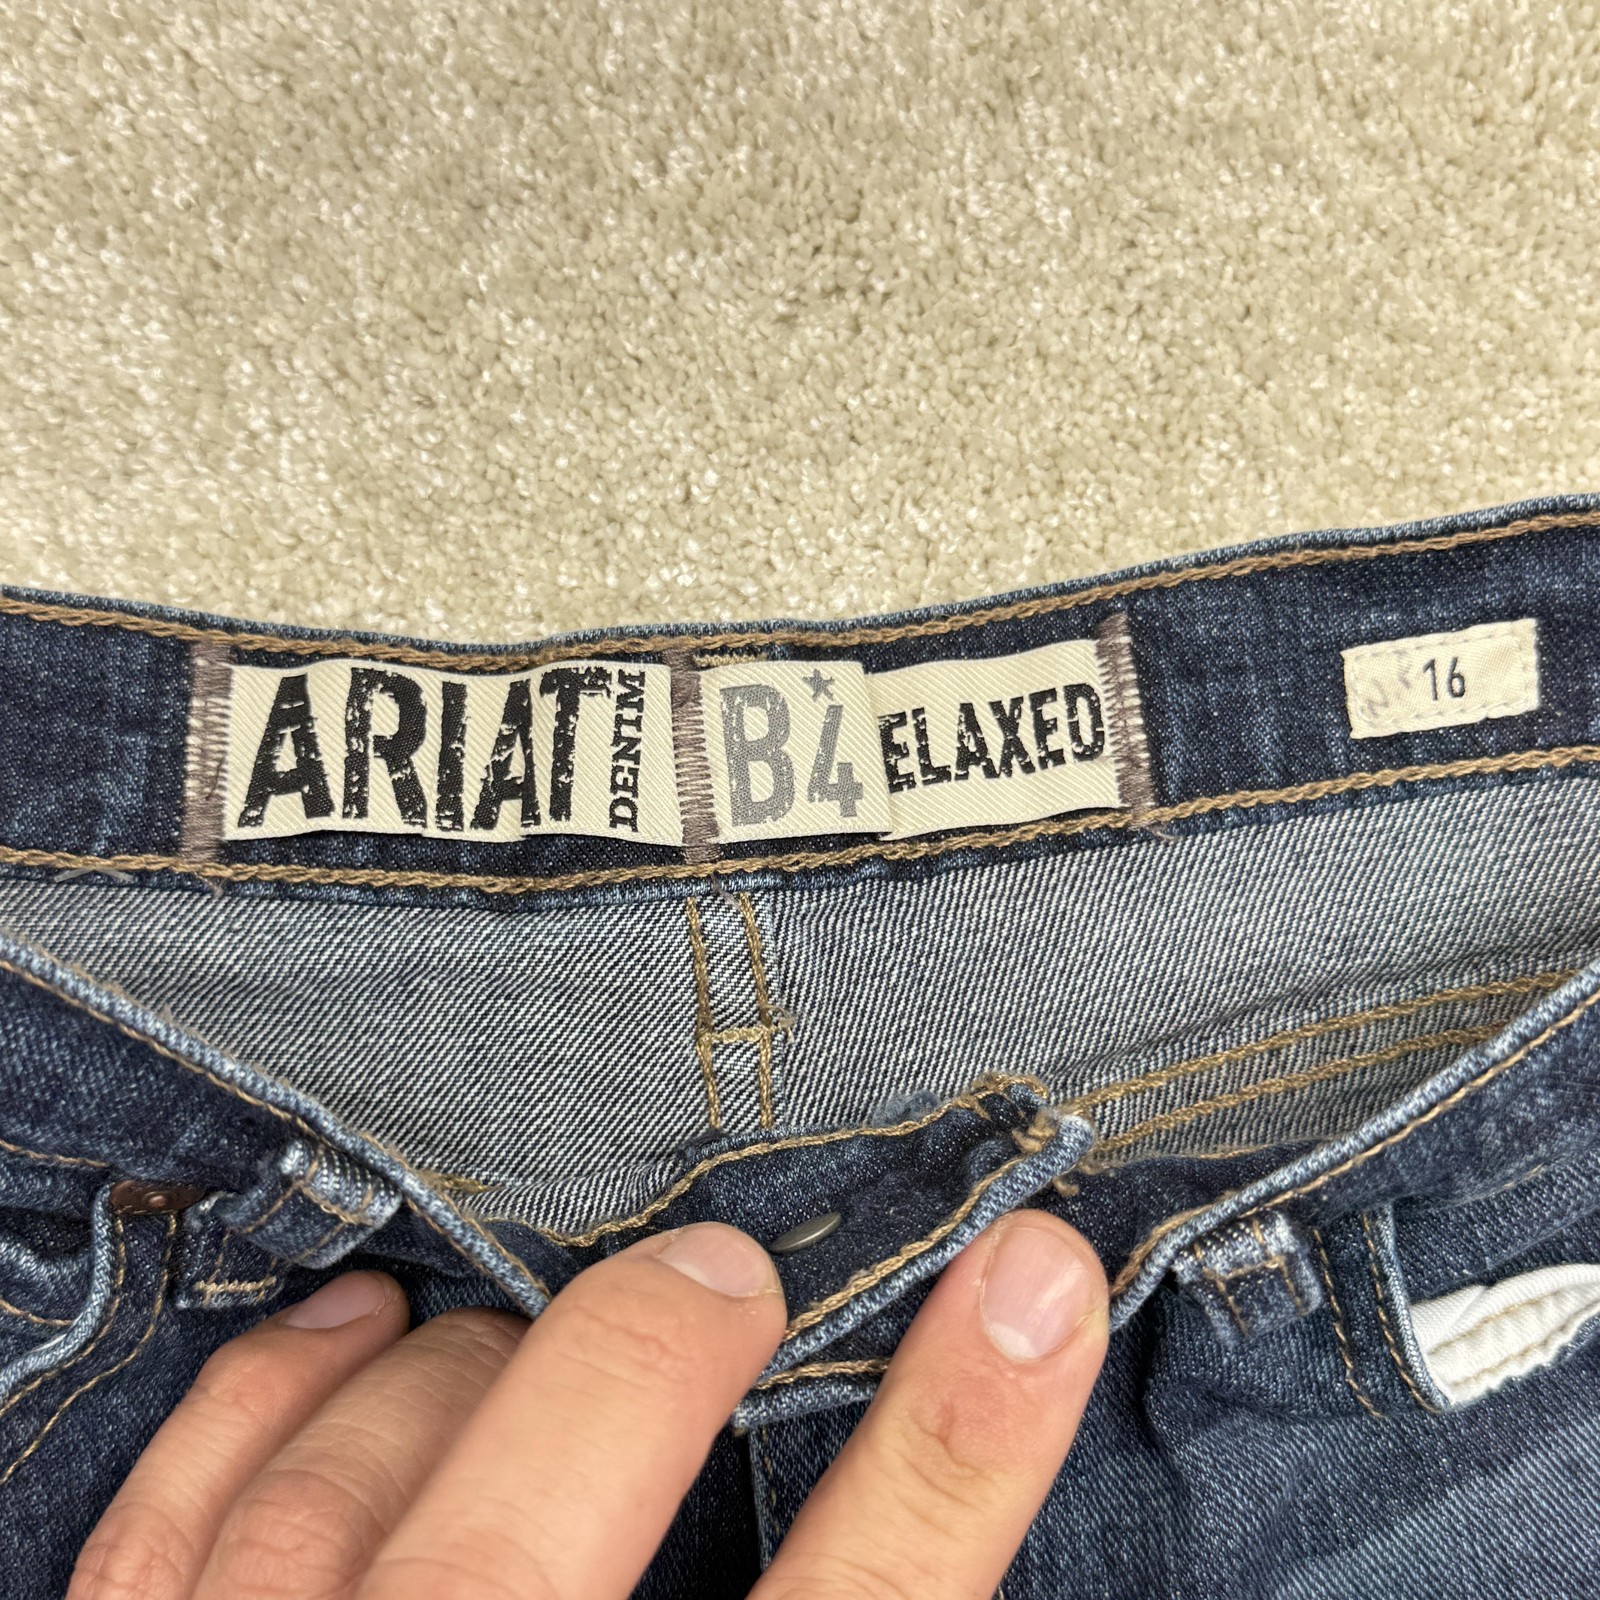 ARIAT DENIM
B4
ELAXED
16